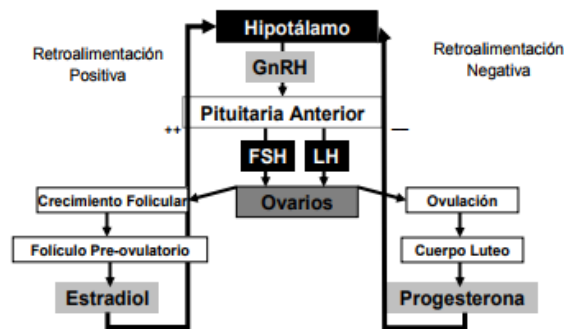 Hipotálamo
Retroalimentación
Positiva
Retroalimentación
Negativa
GnRH
Pituitaria Anterior
++
—
FSH
LH
Crecimiento Folicular
Ovarios
Ovulación
Folículo Pre-ovulatorio
Cuerpo Luteo
Estradiol
Progesterona